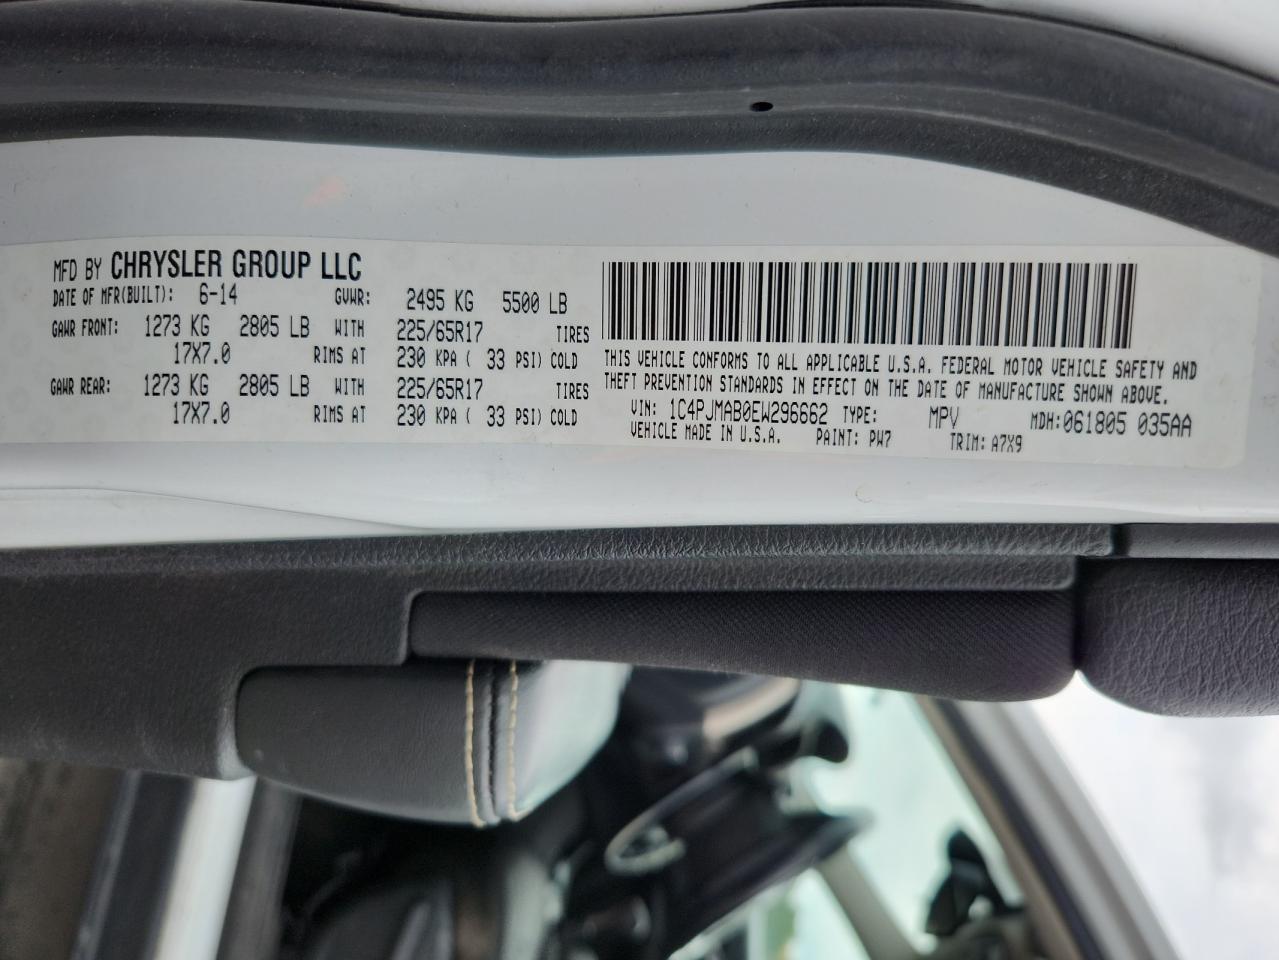 MFD BY CHRYSLER GROUP LLC
DATE OF MFR(BUILT): 6-14 GVWR: 2495 KG 5500 LB
GAWR FRONT: 1273 KG 2805 LB WITH 225/65R17 TIRES
17X7.0 RIMS AT 230 KPA ( 33 PSI) COLD
GAWR REAR: 1273 KG 2805 LB WITH 225/65R17 TIRES
17X7.0 RIMS AT 230 KPA ( 33 PSI) COLD
THIS VEHICLE CONFORMS TO ALL APPLICABLE U.S.A. FEDERAL MOTOR VEHICLE SAFETY AND
THEFT PREVENTION STANDARDS IN EFFECT ON THE DATE OF MANUFACTURE SHOWN ABOVE.
VIN: 1C4PJMAB0EW296662 TYPE: MPV MDH:061805 035AA
VEHICLE MADE IN U.S.A. PAINT: PW7 TRIM: A7X9